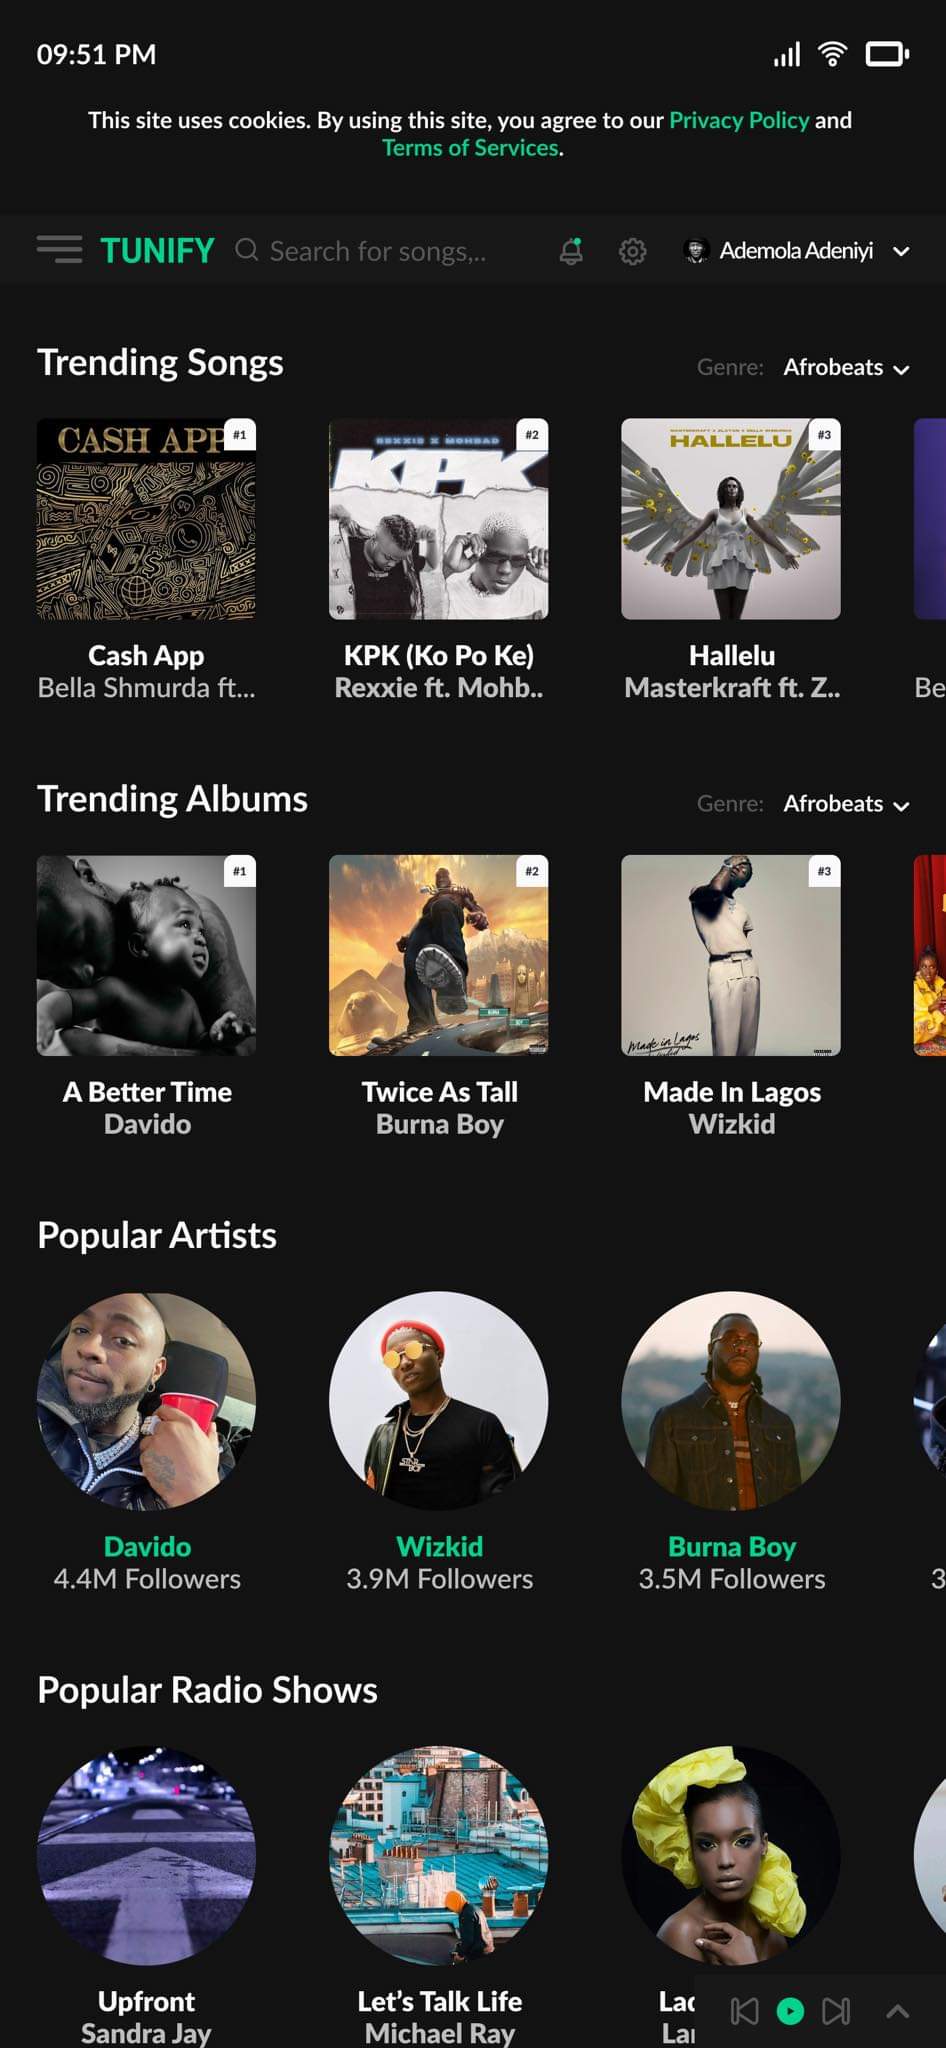 09:51 PM
This site uses cookies. By using this site, you agree to our Privacy Policy and
Terms of Services.
TUNIFY Search for songs,.. Ademola Adeniyi
Trending Songs Genre: Afrobeats
CASH APP #1
REXXIE X MOHBAD #2
KPK
HALLELU #3
Cash App KPK (Ko Po Ke) Hallelu
Bella Shmurda ft... Rexxie ft. Mohb.. Masterkraft ft. Z.. Be
Trending Albums Genre: Afrobeats
#1 #2 #3
Made in Lagos
A Better Time Twice As Tall Made In Lagos
Davido Burna Boy Wizkid
Popular Artists
STAR
BOY
Davido Wizkid Burna Boy
4.4M Followers 3.9M Followers 3.5M Followers 3
Popular Radio Shows
Upfront Let's Talk Life Lad
Sandra Jay Michael Ray Lar